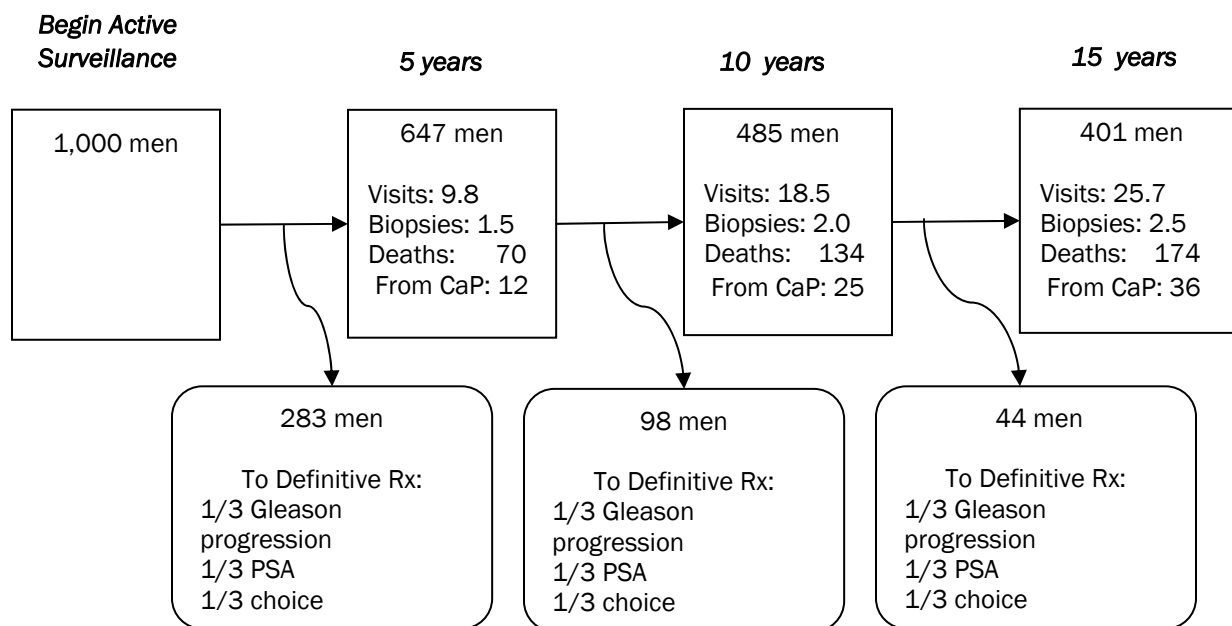 Begin Active
Surveillance
5 years
10 years
15 years
1,000 men
647 men
Visits: 9.8
Biopsies: 1.5
Deaths: 70
From CaP: 12
485 men
Visits: 18.5
Biopsies: 2.0
Deaths: 134
From CaP: 25
401 men
Visits: 25.7
Biopsies: 2.5
Deaths: 174
From CaP: 36
283 men
To Definitive Rx:
1/3 Gleason
progression
1/3 PSA
1/3 choice
98 men
To Definitive Rx:
1/3 Gleason
progression
1/3 PSA
1/3 choice
44 men
To Definitive Rx:
1/3 Gleason
progression
1/3 PSA
1/3 choice